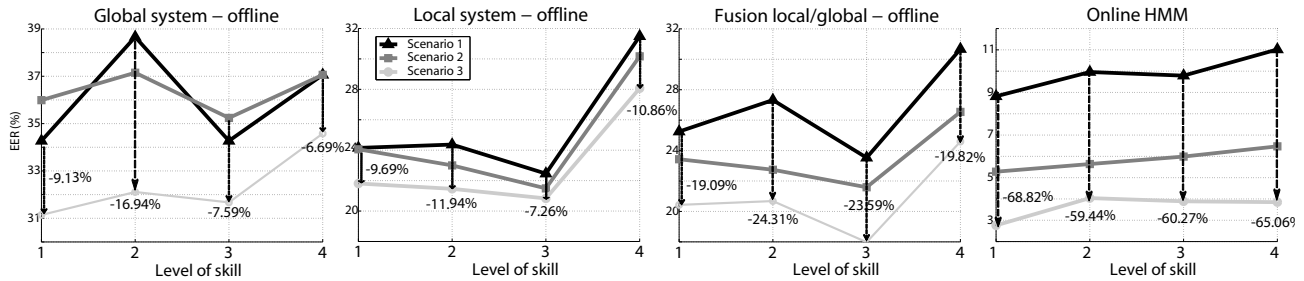 Global system – offline
EER (%)
39
37
35
33
31
-9.13%
-16.94%
-7.59%
-6.69%
1 2 3 4
Level of skill
Local system – offline
32
28
24
20
Scenario 1
Scenario 2
Scenario 3
-9.69%
-11.94%
-7.26%
-10.86%
1 2 3 4
Level of skill
Fusion local/global – offline
32
28
24
20
-19.09%
-24.31%
-23.59%
-19.82%
1 2 3 4
Level of skill
Online HMM
11
9
7
5
3
-68.82%
-59.44%
-60.27%
-65.06%
1 2 3 4
Level of skill